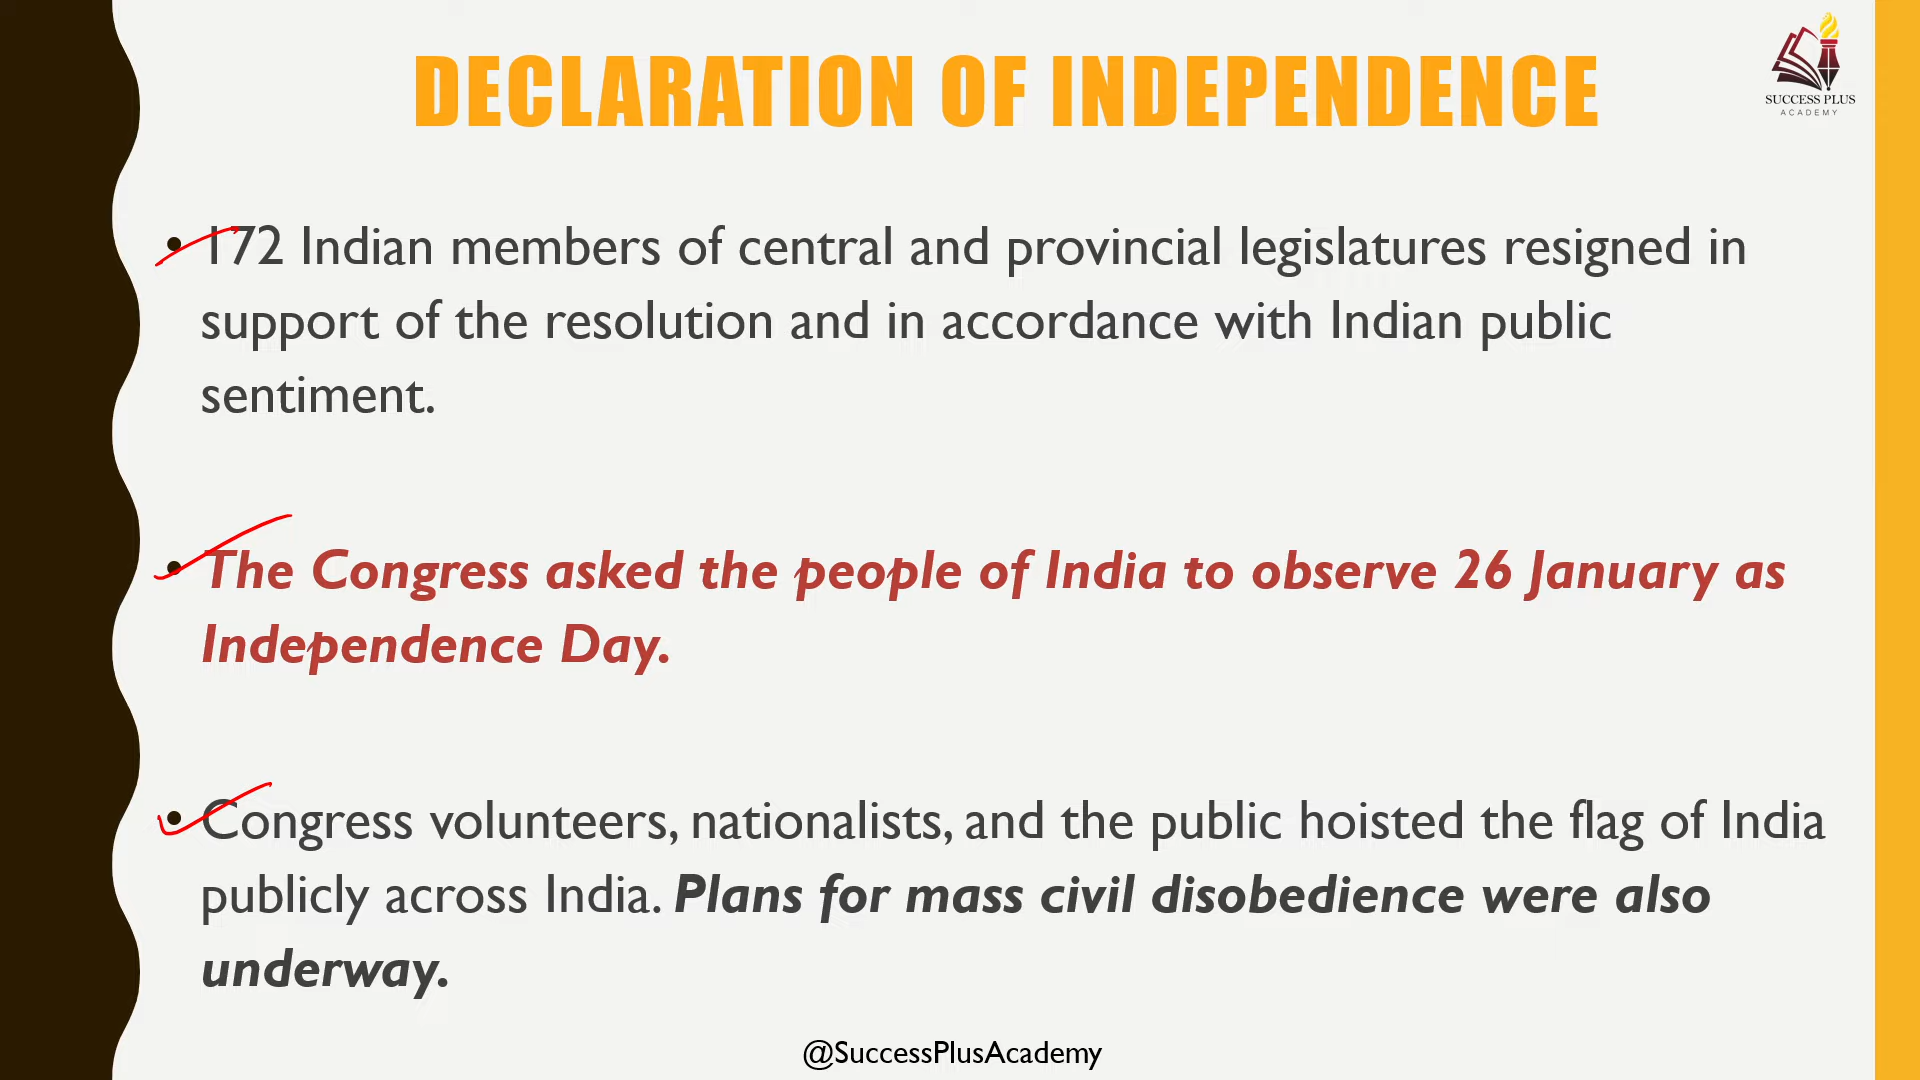 DECLARATION OF INDEPENDENCE
SUCCESS PLUS
ACADEMY
• 172 Indian members of central and provincial legislatures resigned in
support of the resolution and in accordance with Indian public
sentiment.
• The Congress asked the people of India to observe 26 January as
Independence Day.
• Congress volunteers, nationalists, and the public hoisted the flag of India
publicly across India. Plans for mass civil disobedience were also
underway.
@SuccessPlusAcademy